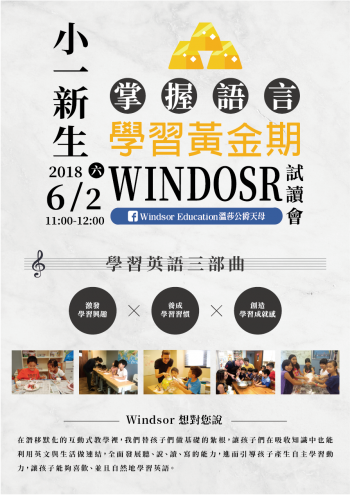 小一新生
掌握語言
學習黃金期
2018 六
6/2
11:00-12:00
WINDOSR
試讀會
f Windsor Education溫莎公爵天母
學習英語三部曲
激發
學習興趣
養成
學習習慣
創造
學習成就感
Windsor 想對您說
在潛移默化的互動式教學裡，我們替孩子們做基礎的紮根，讓孩子們在吸收知識中也能
利用英文與生活做連結，全面發展聽、說、讀、寫的能力，進而引導孩子產生自主學習動
力，讓孩子能夠喜歡、並且自然地學習英語。